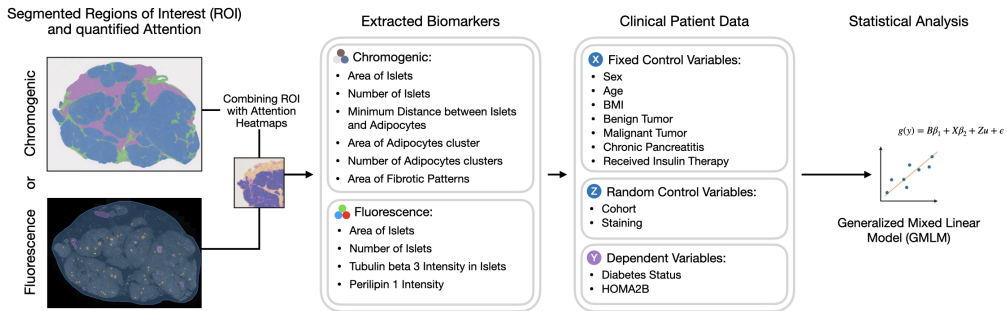 Segmented Regions of Interest (ROI)
and quantified Attention
Chromogenic
or
Fluorescence
Combining ROI
with Attention
Heatmaps
Extracted Biomarkers
Chromogenic:
• Area of Islets
• Number of Islets
• Minimum Distance between Islets
and Adipocytes
• Area of Adipocytes cluster
• Number of Adipocytes clusters
• Area of Fibrotic Patterns
Fluorescence:
• Area of Islets
• Number of Islets
• Tubulin beta 3 Intensity in Islets
• Perilipin 1 Intensity
Clinical Patient Data
X Fixed Control Variables:
• Sex
• Age
• BMI
• Benign Tumor
• Malignant Tumor
• Chronic Pancreatitis
• Received Insulin Therapy
Z Random Control Variables:
• Cohort
• Staining
Y Dependent Variables:
• Diabetes Status
• HOMA2B
Statistical Analysis
g(y) = Bβ₁ + Xβ₂ + Zu + ϵ
Generalized Mixed Linear
Model (GMLM)